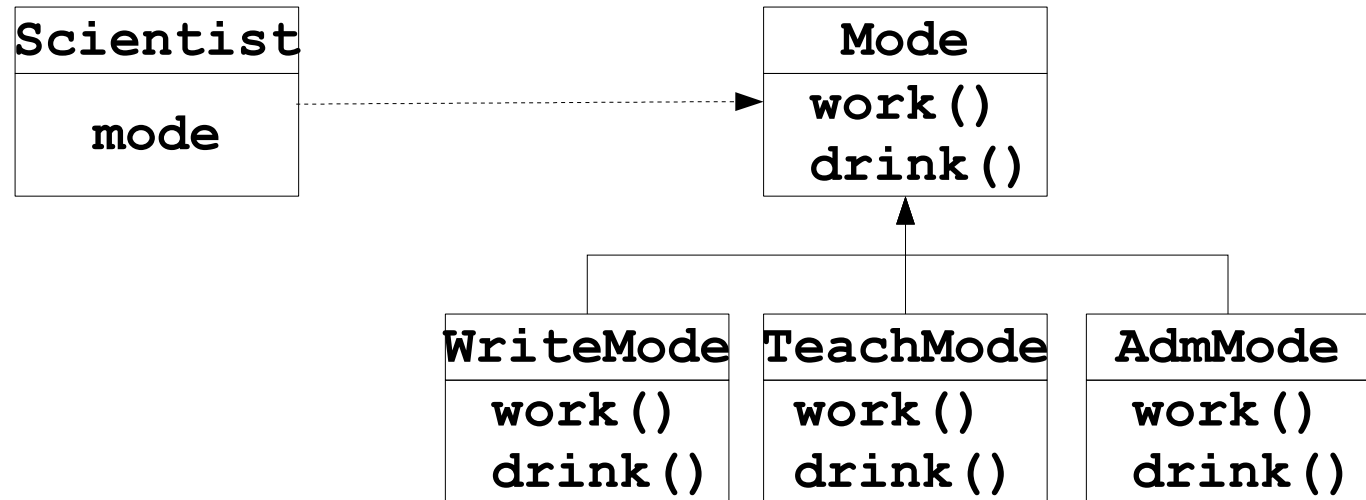 Scientist
mode
Mode
work()
drink()
WriteMode
work()
drink()
TeachMode
work()
drink()
AdmMode
work()
drink()